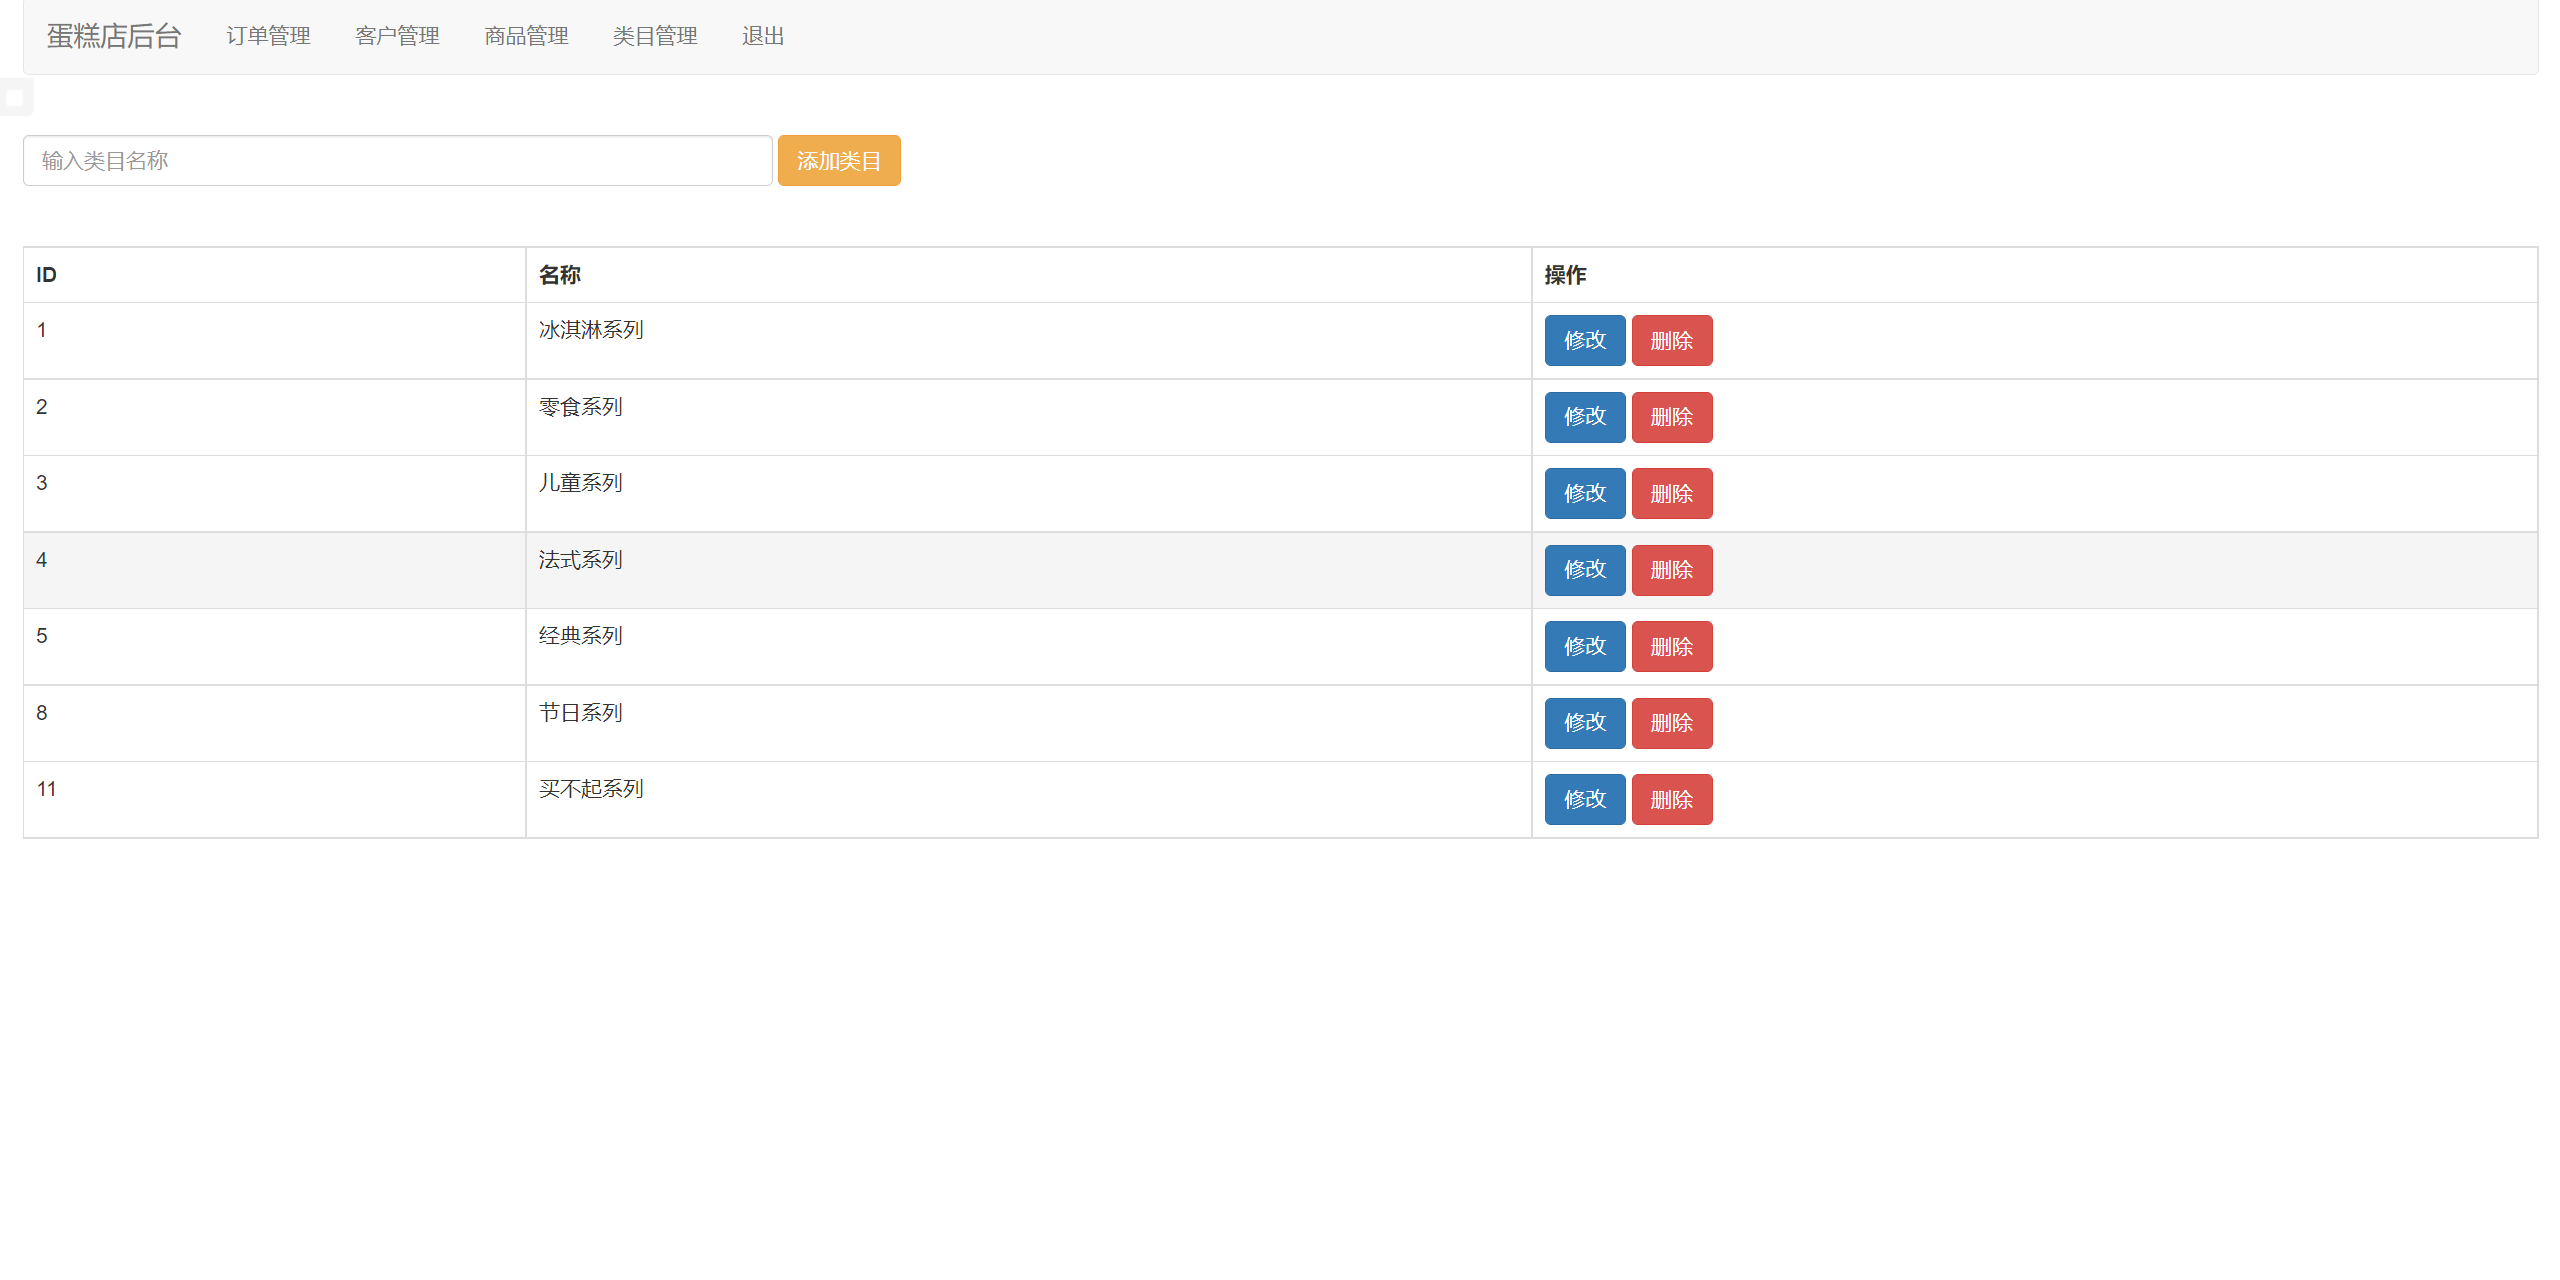 蛋糕店后台 订单管理 客户管理 商品管理 类目管理 退出
输入类目名称 添加类目
ID 名称 操作
1 冰淇淋系列 修改 删除
2 零食系列 修改 删除
3 儿童系列 修改 删除
4 法式系列 修改 删除
5 经典系列 修改 删除
8 节日系列 修改 删除
11 买不起系列 修改 删除